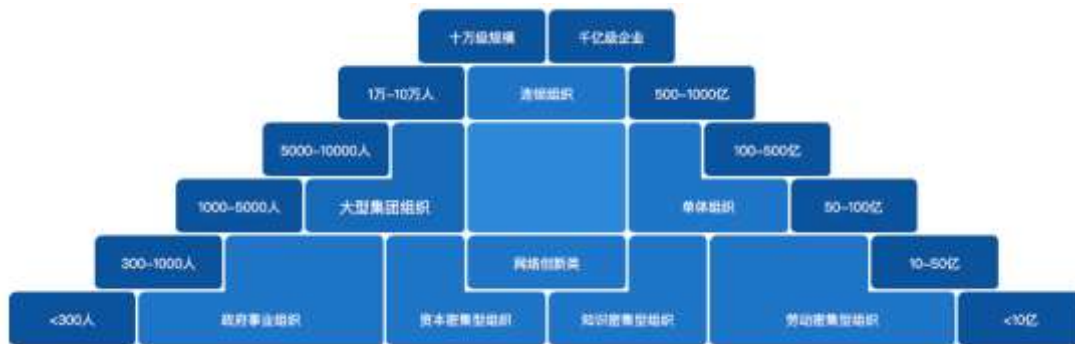 十万级规模 千亿级企业
1万-10万人 连锁组织 500-1000亿
5000-10000人 100-500亿
1000-5000人 大型集团组织 单体组织 50-100亿
300-1000人 网络创新类 10-50亿
<300人 政府事业组织 资本密集型组织 知识密集型组织 劳动密集型组织 <10亿